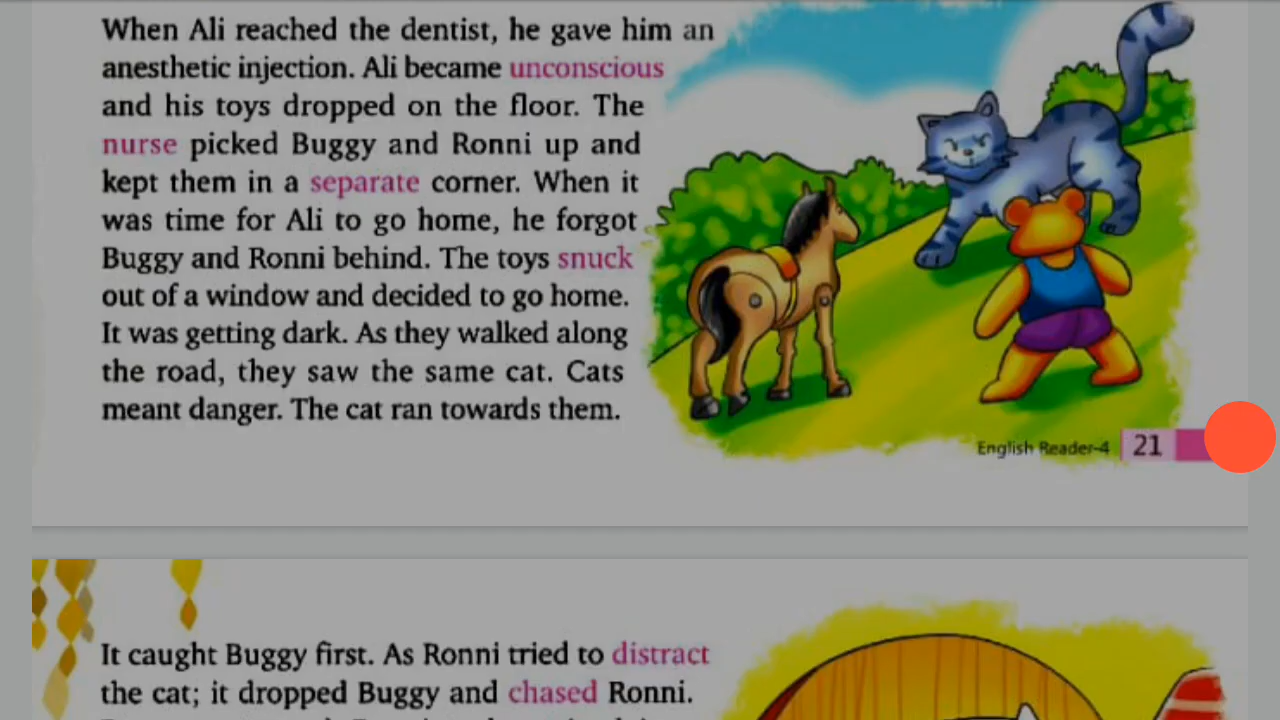 When Ali reached the dentist, he gave him an
anesthetic injection. Ali became unconscious
and his toys dropped on the floor. The
nurse picked Buggy and Ronni up and
kept them in a separate corner. When it
was time for Ali to go home, he forgot
Buggy and Ronni behind. The toys snuck
out of a window and decided to go home.
It was getting dark. As they walked along
the road, they saw the same cat. Cats
meant danger. The cat ran towards them.
English Reader-4 21
It caught Buggy first. As Ronni tried to distract
the cat; it dropped Buggy and chased Ronni.